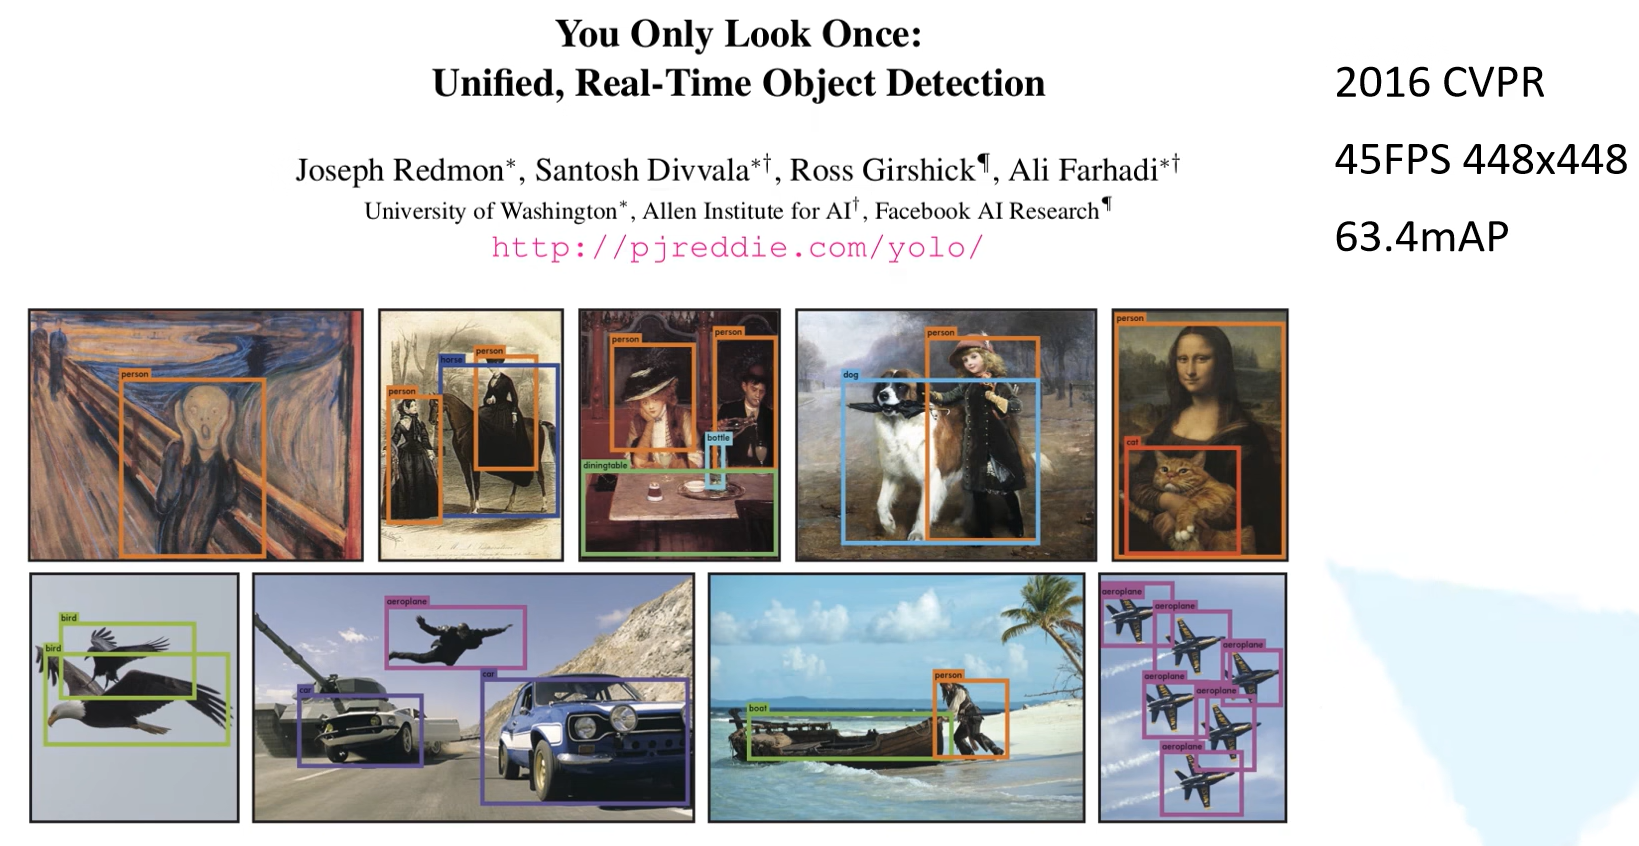 You Only Look Once:
Unified, Real-Time Object Detection
Joseph Redmon*, Santosh Divvala*†, Ross Girshick¶, Ali Farhadi*†
University of Washington*, Allen Institute for AI†, Facebook AI Research¶
http://pjreddie.com/yolo/
2016 CVPR
45FPS 448x448
63.4mAP
person
person
horse
person
person
person
bottle
diningtable
dog
person
person
cat
bird
bird
aeroplane
car
car
boat
person
aeroplane
aeroplane
aeroplane
aeroplane
aeroplane
aeroplane